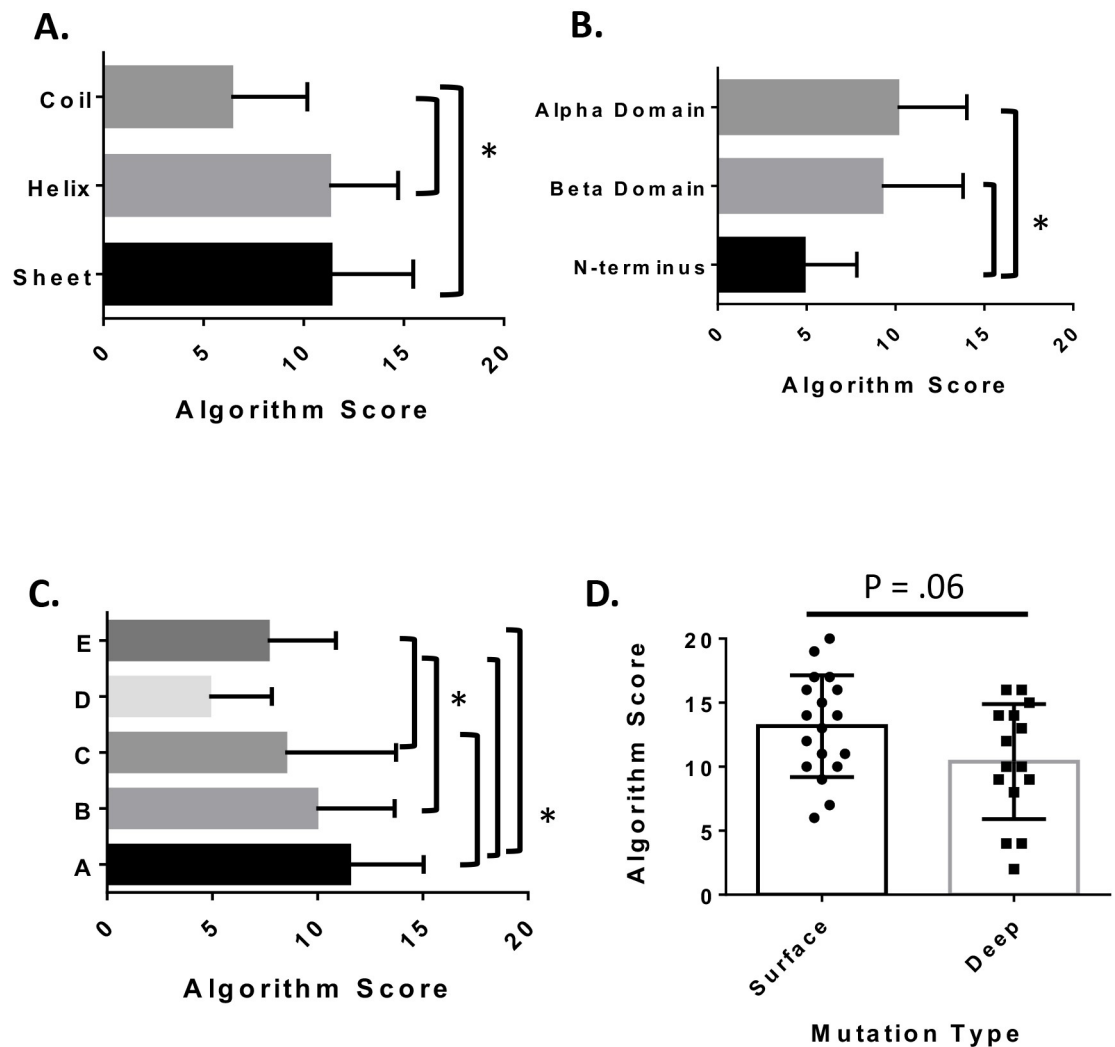 A.
Coil
Helix
Sheet
*
0 5 10 15 20
Algorithm Score
B.
Alpha Domain
Beta Domain
N-terminus
*
0 5 10 15 20
Algorithm Score
C.
E
D
C
B
A
*
*
0 5 10 15 20
Algorithm Score
D.
P = .06
20
15
10
5
0
Algorithm Score
Surface
Deep
Mutation Type